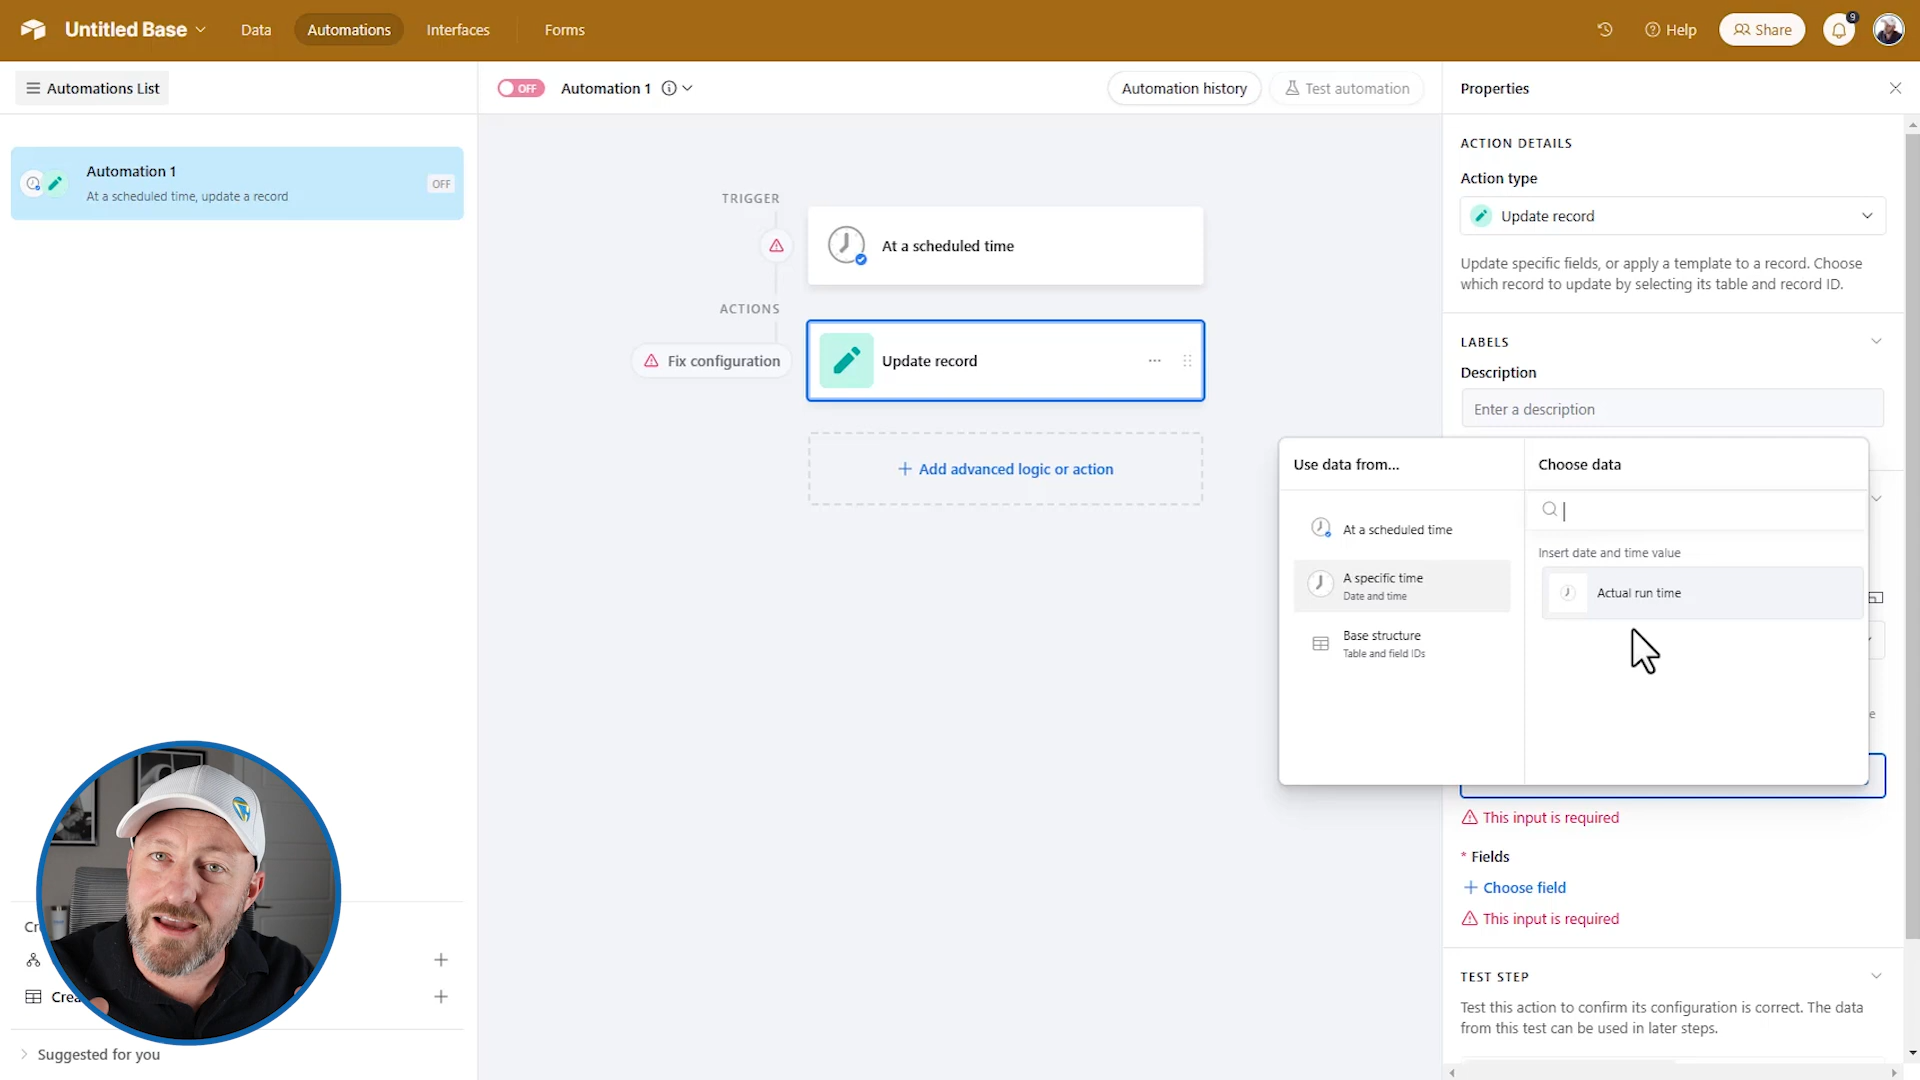 Untitled Base
Data
Automations
Interfaces
Forms
Help
Share
9
Automations List
OFF
Automation 1
Automation history
Test automation
Properties
Automation 1
At a scheduled time, update a record
OFF
TRIGGER
At a scheduled time
ACTIONS
Fix configuration
Update record
Add advanced logic or action
ACTION DETAILS
Action type
Update record
Update specific fields, or apply a template to a record. Choose
which record to update by selecting its table and record ID.
LABELS
Description
Enter a description
Use data from...
Choose data
At a scheduled time
A specific time
Date and time
Base structure
Table and field IDs
Insert date and time value
Actual run time
e
This input is required
* Fields
Choose field
This input is required
TEST STEP
Test this action to confirm its configuration is correct. The data
from this test can be used in later steps.
Cr
Crea
Suggested for you